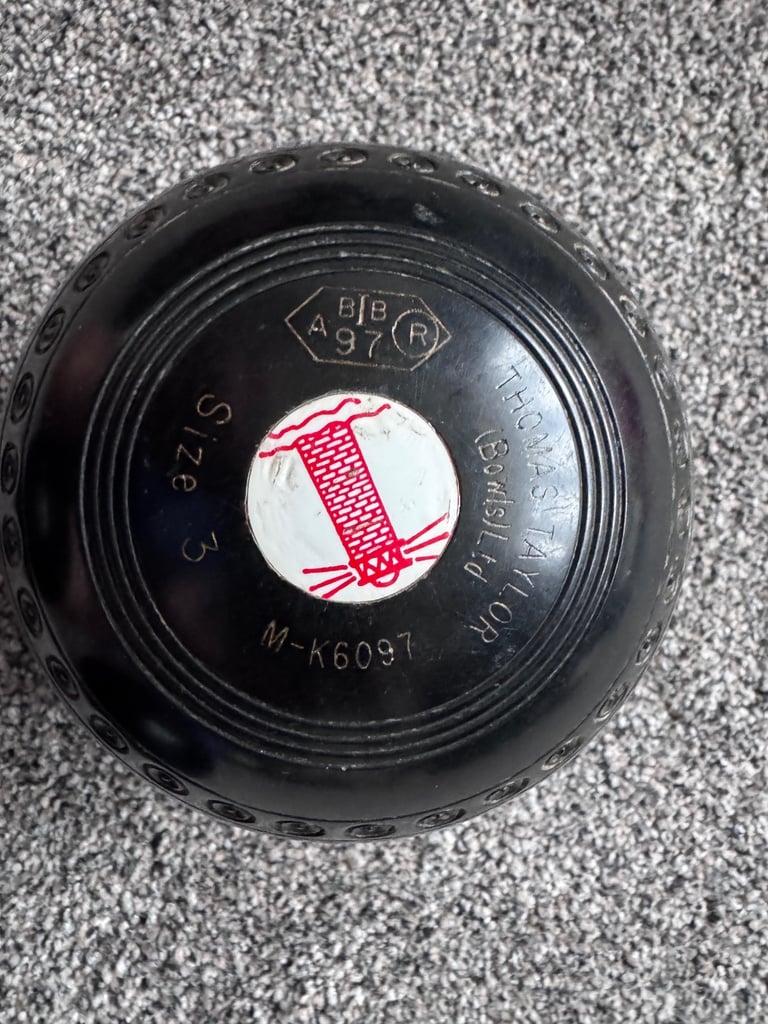 B I B
A 97 R
THOMAS TAYLOR
(Bowls) Ltd
Size 3
M-K6097